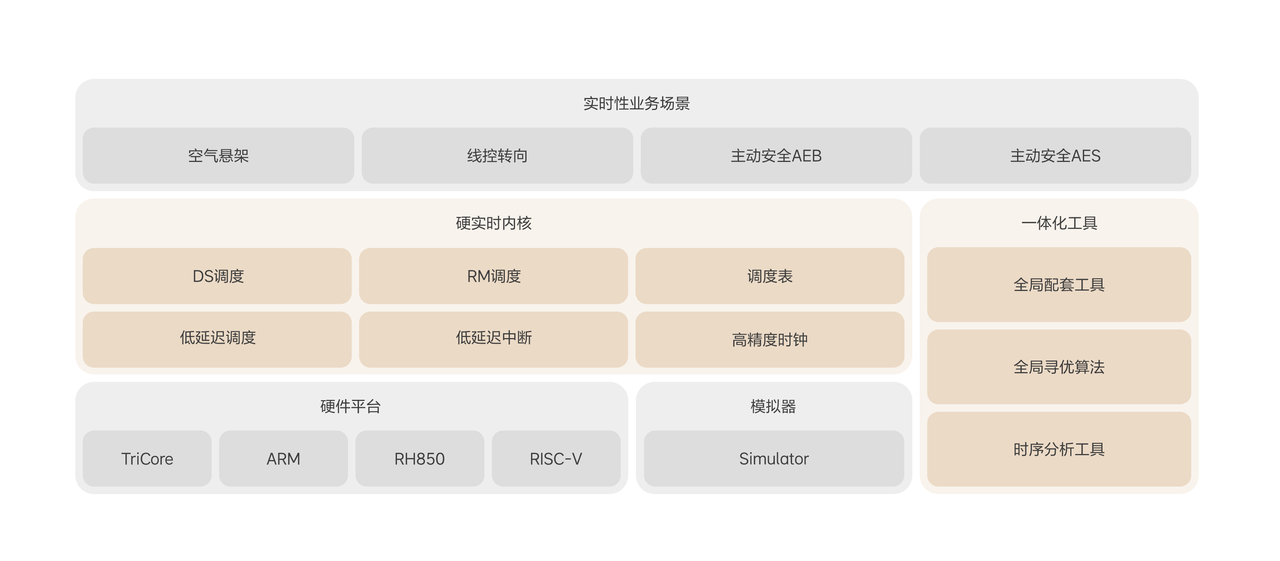 实时性业务场景
空气悬架
线控转向
主动安全AEB
主动安全AES
硬实时内核
DS调度
RM调度
调度表
低延迟调度
低延迟中断
高精度时钟
一体化工具
全局配套工具
全局寻优算法
时序分析工具
硬件平台
TriCore
ARM
RH850
RISC-V
模拟器
Simulator